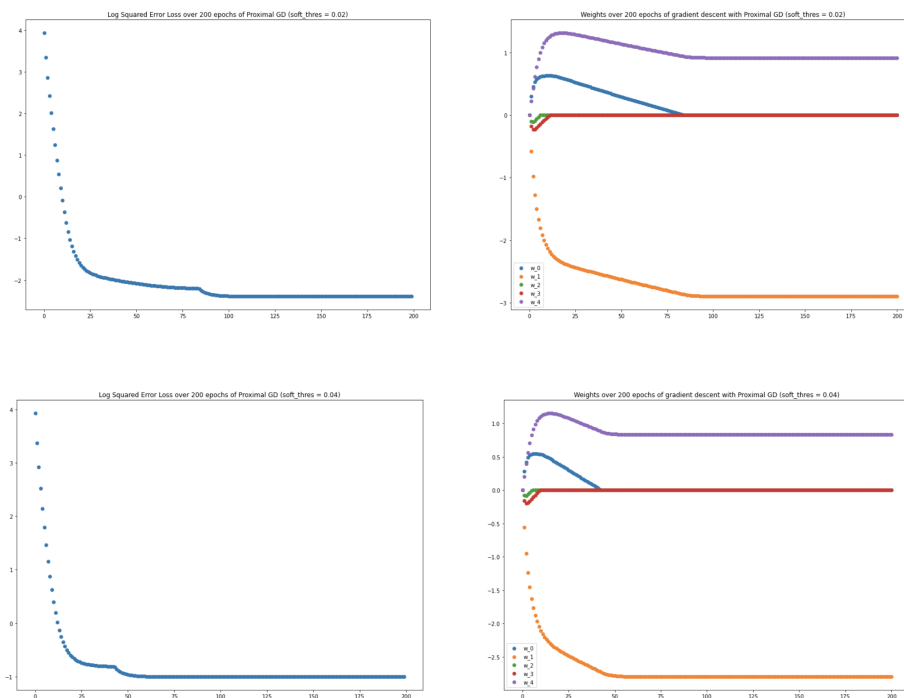 Log Squared Error Loss over 200 epochs of Proximal GD (soft_thres = 0.02)
4
3
2
1
0
−1
−2
0 25 50 75 100 125 150 175 200
Weights over 200 epochs of gradient descent with Proximal GD (soft_thres = 0.02)
1
0
−1
−2
−3
w_0
w_1
w_2
w_3
w_4
0 25 50 75 100 125 150 175 200
Log Squared Error Loss over 200 epochs of Proximal GD (soft_thres = 0.04)
4
3
2
1
0
−1
0 25 50 75 100 125 150 175 200
Weights over 200 epochs of gradient descent with Proximal GD (soft_thres = 0.04)
1.0
0.5
0.0
−0.5
−1.0
−1.5
−2.0
−2.5
w_0
w_1
w_2
w_3
w_4
0 25 50 75 100 125 150 175 200